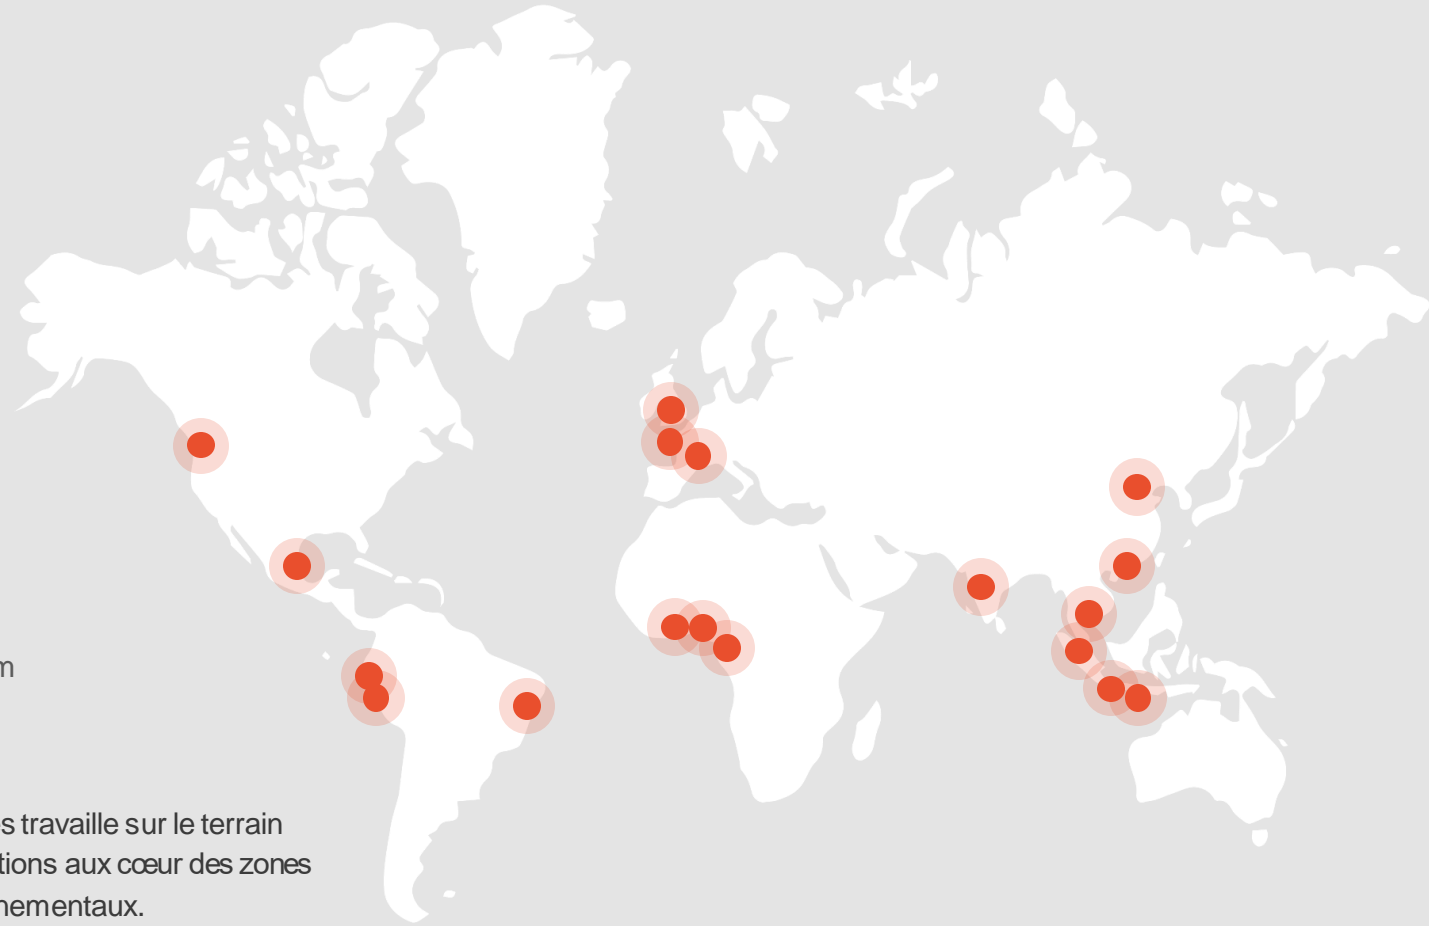 m
s travaille sur le terrain
tions aux cœur des zones
nementaux.